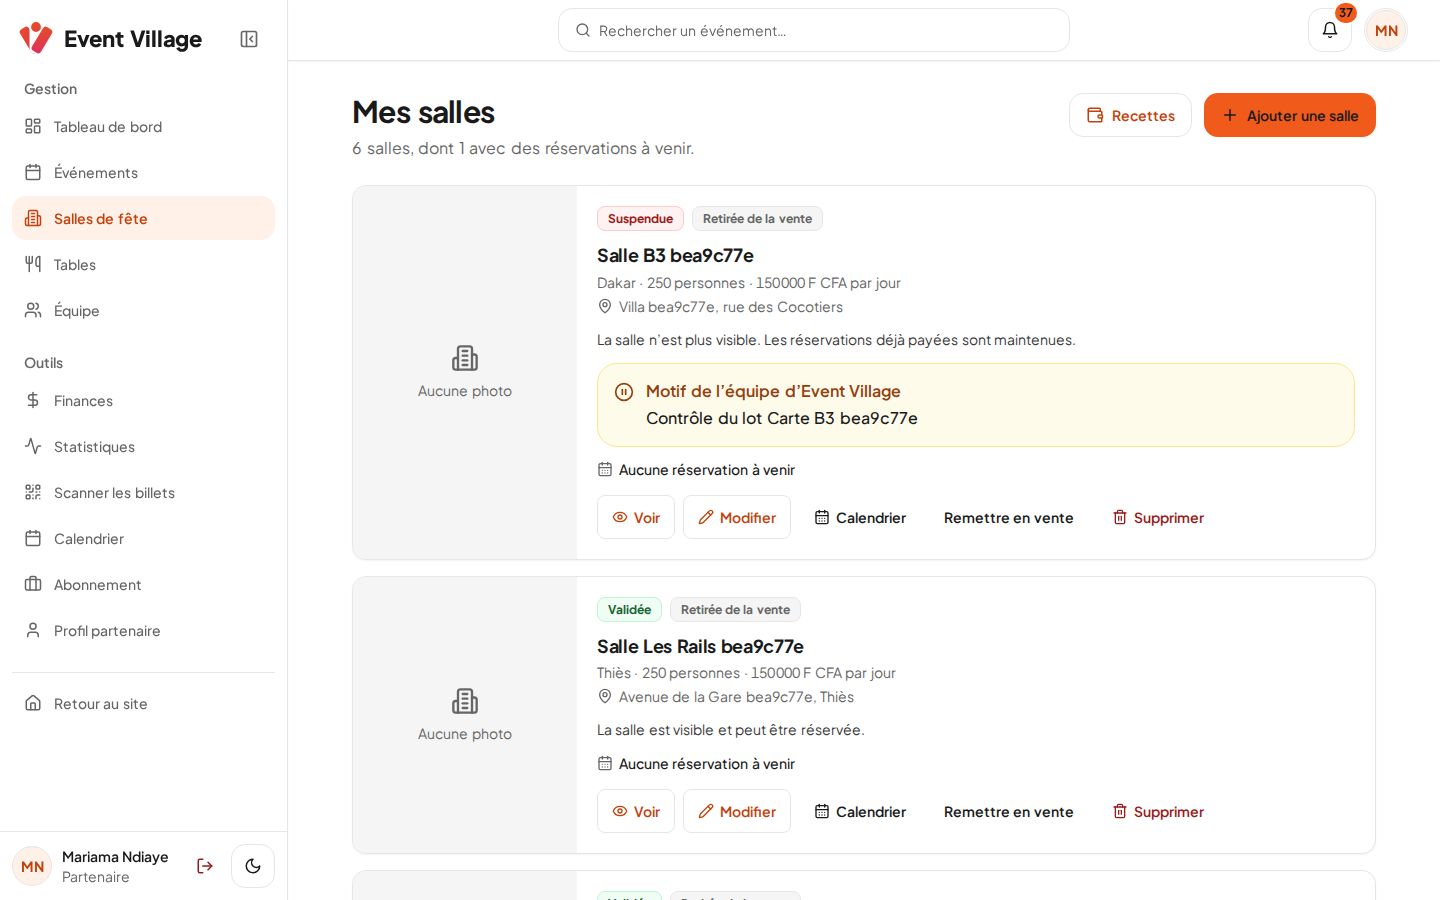 Event Village
Rechercher un événement...
37
MN
Gestion
Tableau de bord
Événements
Salles de fête
Tables
Équipe
Outils
Finances
Statistiques
Scanner les billets
Calendrier
Abonnement
Profil partenaire
Retour au site
MN
Mariama Ndiaye
Partenaire
Mes salles
6 salles, dont 1 avec des réservations à venir.
Recettes
Ajouter une salle
Aucune photo
Suspendue
Retirée de la vente
Salle B3 bea9c77e
Dakar · 250 personnes · 150000 F CFA par jour
Villa bea9c77e, rue des Cocotiers
La salle n'est plus visible. Les réservations déjà payées sont maintenues.
Motif de l'équipe d'Event Village
Contrôle du lot Carte B3 bea9c77e
Aucune réservation à venir
Voir
Modifier
Calendrier
Remettre en vente
Supprimer
Aucune photo
Validée
Retirée de la vente
Salle Les Rails bea9c77e
Thiès · 250 personnes · 150000 F CFA par jour
Avenue de la Gare bea9c77e, Thiès
La salle est visible et peut être réservée.
Aucune réservation à venir
Voir
Modifier
Calendrier
Remettre en vente
Supprimer